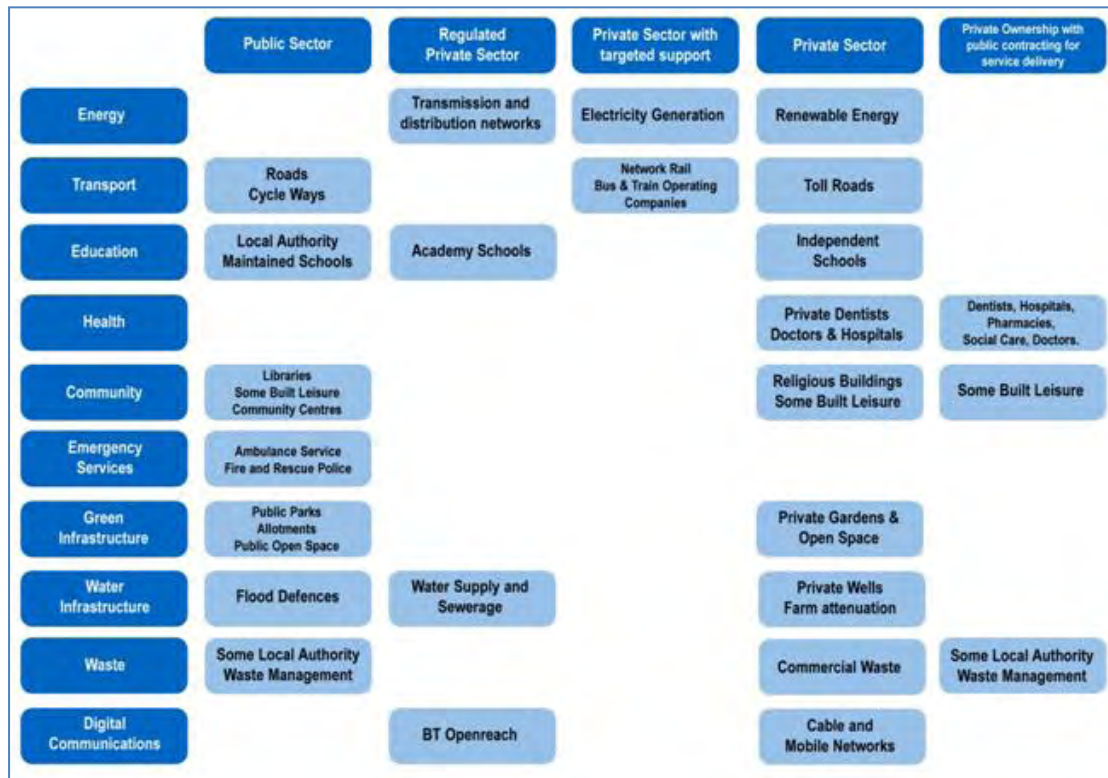 Public Sector
Regulated
Private Sector
Private Sector with
targeted support
Private Sector
Private Ownership with
public contracting for
service delivery
Energy
Transmission and
distribution networks
Electricity Generation
Renewable Energy
Transport
Roads
Cycle Ways
Network Rail
Bus & Train Operating
Companies
Toll Roads
Education
Local Authority
Maintained Schools
Academy Schools
Independent
Schools
Health
Private Dentists
Doctors & Hospitals
Dentists, Hospitals,
Pharmacies,
Social Care, Doctors.
Community
Libraries
Some Built Leisure
Community Centres
Religious Buildings
Some Built Leisure
Some Built Leisure
Emergency
Services
Ambulance Service
Fire and Rescue Police
Green
Infrastructure
Public Parks
Allotments
Public Open Space
Private Gardens &
Open Space
Water
Infrastructure
Flood Defences
Water Supply and
Sewerage
Private Wells
Farm attenuation
Waste
Some Local Authority
Waste Management
Commercial Waste
Some Local Authority
Waste Management
Digital
Communications
BT Openreach
Cable and
Mobile Networks